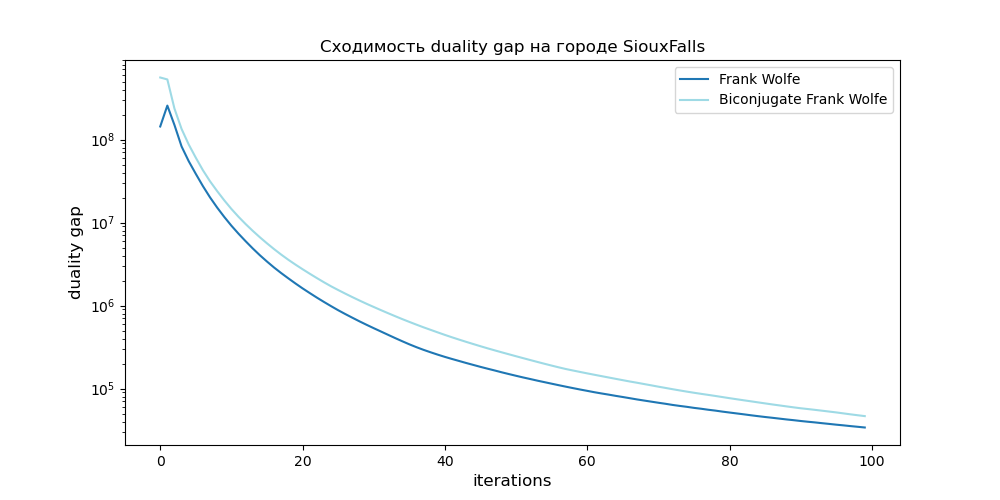 Сходимость duality gap на городе SiouxFalls
Frank Wolfe
Biconjugate Frank Wolfe
duality gap
10⁸
10⁷
10⁶
10⁵
0 20 40 60 80 100
iterations